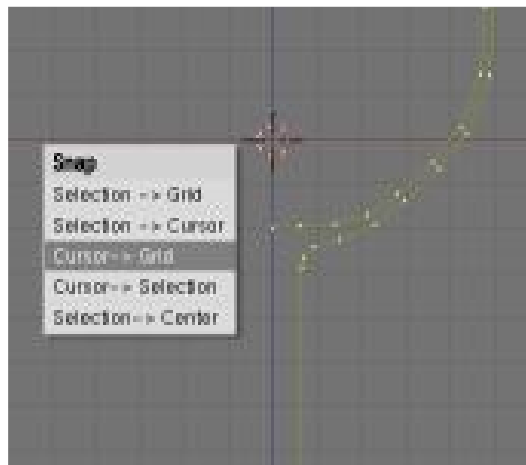 Snap
Selection -> Grid
Selection -> Cursor
Cursor-> Grid
Cursor-> Selection
Selection-> Center